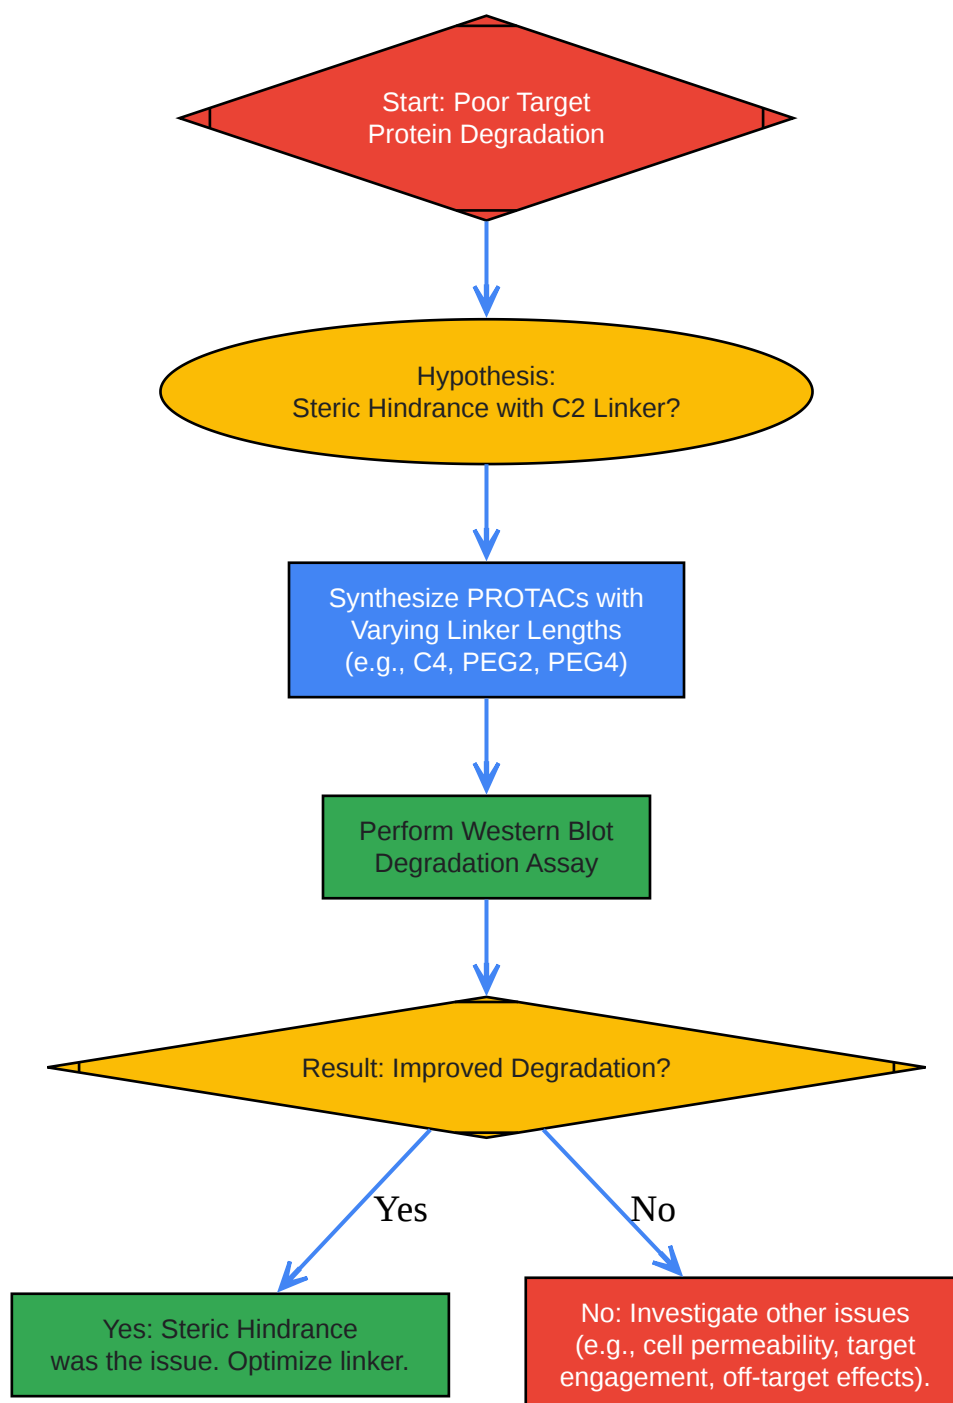 Start: Poor Target
Protein Degradation
Hypothesis:
Steric Hindrance with C2 Linker?
Synthesize PROTACs with
Varying Linker Lengths
(e.g., C4, PEG2, PEG4)
Perform Western Blot
Degradation Assay
Result: Improved Degradation?
Yes
No
Yes: Steric Hindrance
was the issue. Optimize linker.
No: Investigate other issues
(e.g., cell permeability, target
engagement, off-target effects).